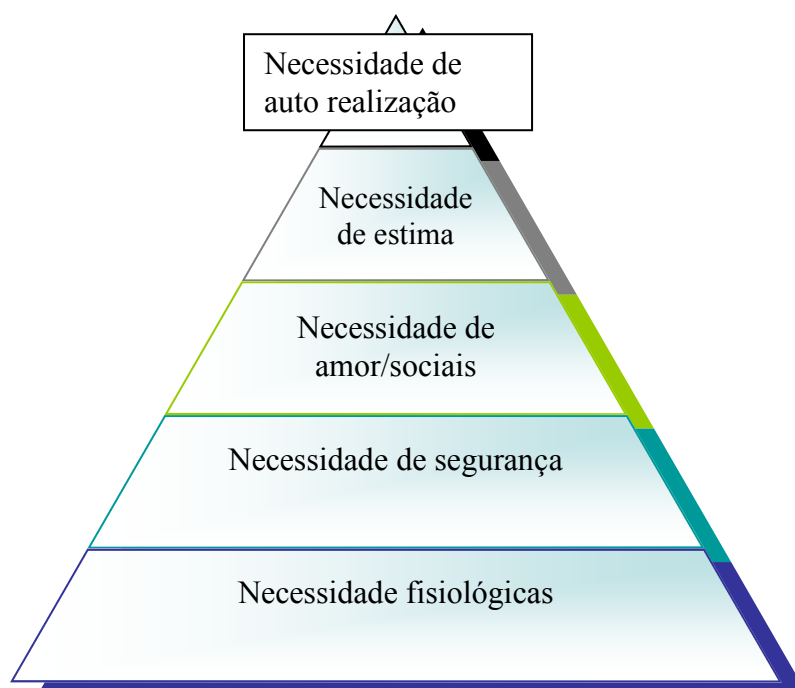 Necessidade de
auto realização
Necessidade
de estima
Necessidade de
amor/sociais
Necessidade de segurança
Necessidade fisiológicas